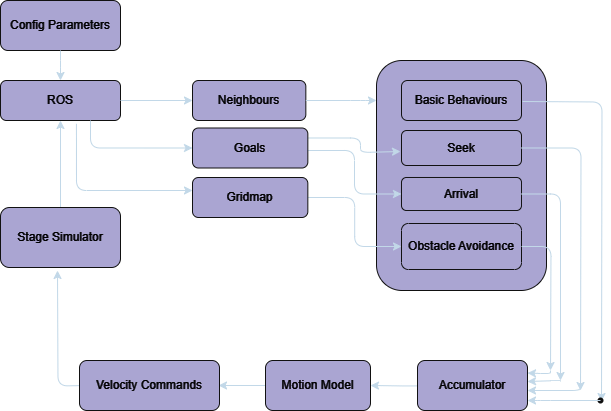 Config Parameters
ROS
Neighbours
Basic Behaviours
Goals
Seek
Gridmap
Arrival
Stage Simulator
Obstacle Avoidance
Velocity Commands
Motion Model
Accumulator